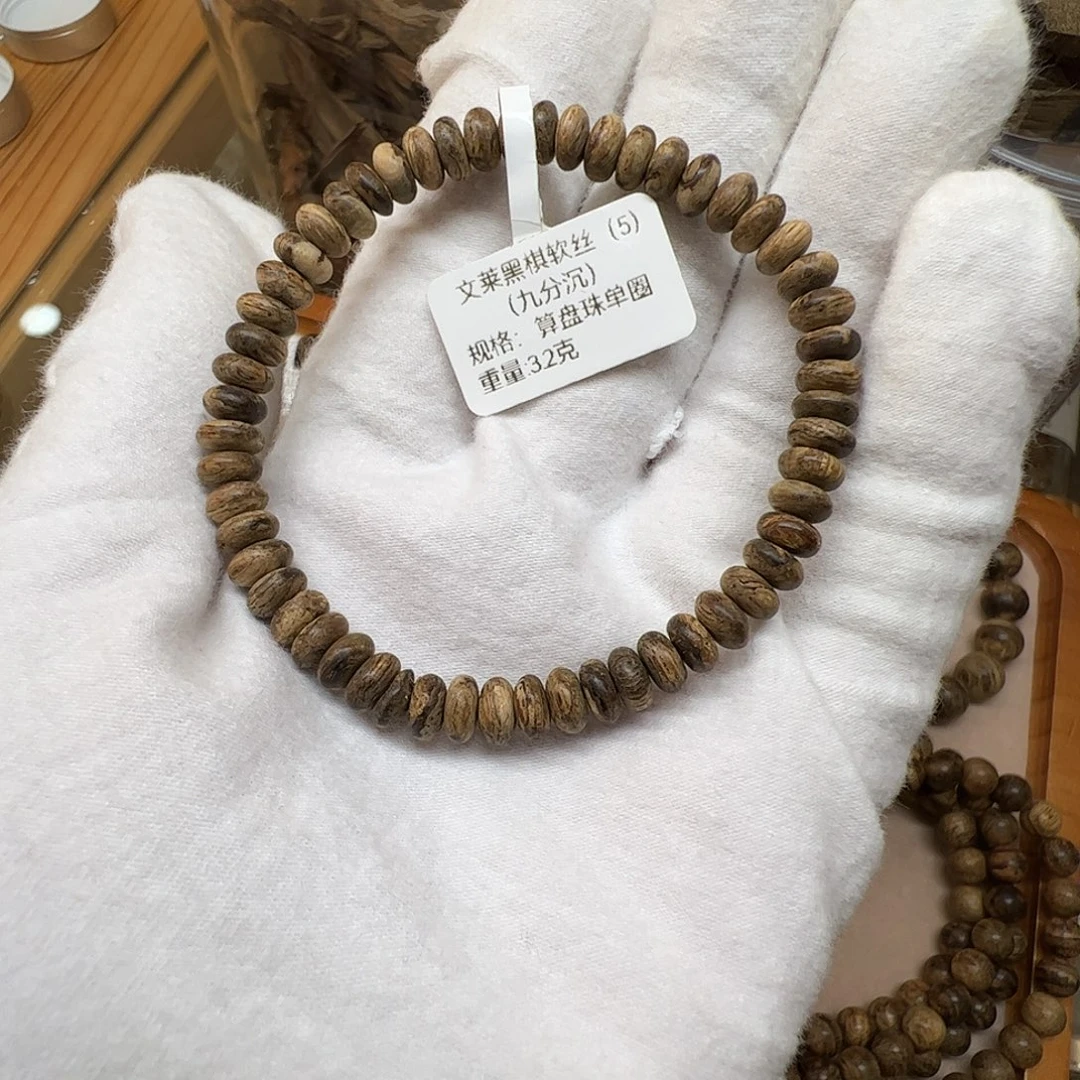 文莱黑棋软丝（5）
（九分沉）
规格：算盘珠单圈
重量:3.2克